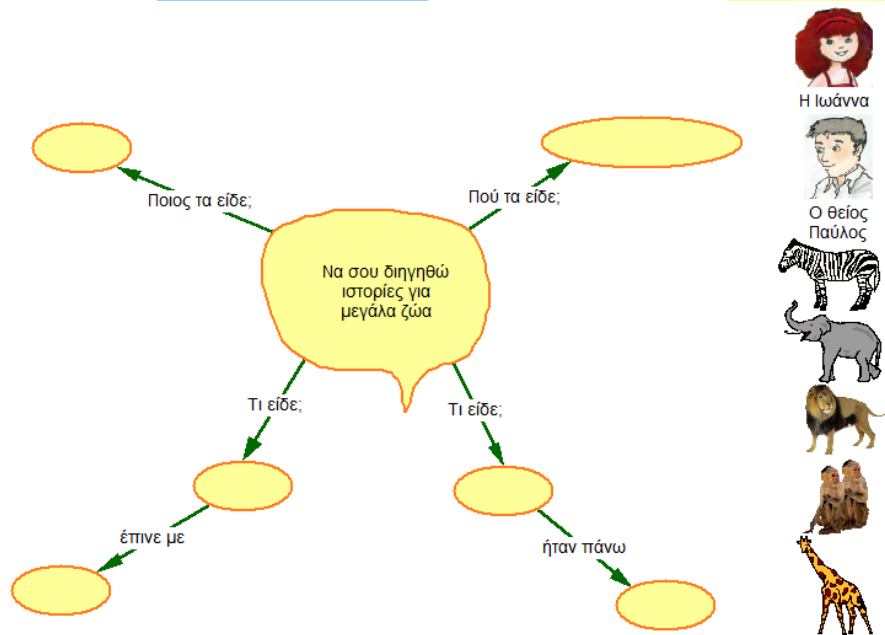 Η Ιωάννα
Ποιος τα είδε;
Πού τα είδε;
Ο θείος
Παύλος
Να σου διηγηθώ
ιστορίες για
μεγάλα ζώα
Τι είδε;
Τι είδε;
έπινε με
ήταν πάνω